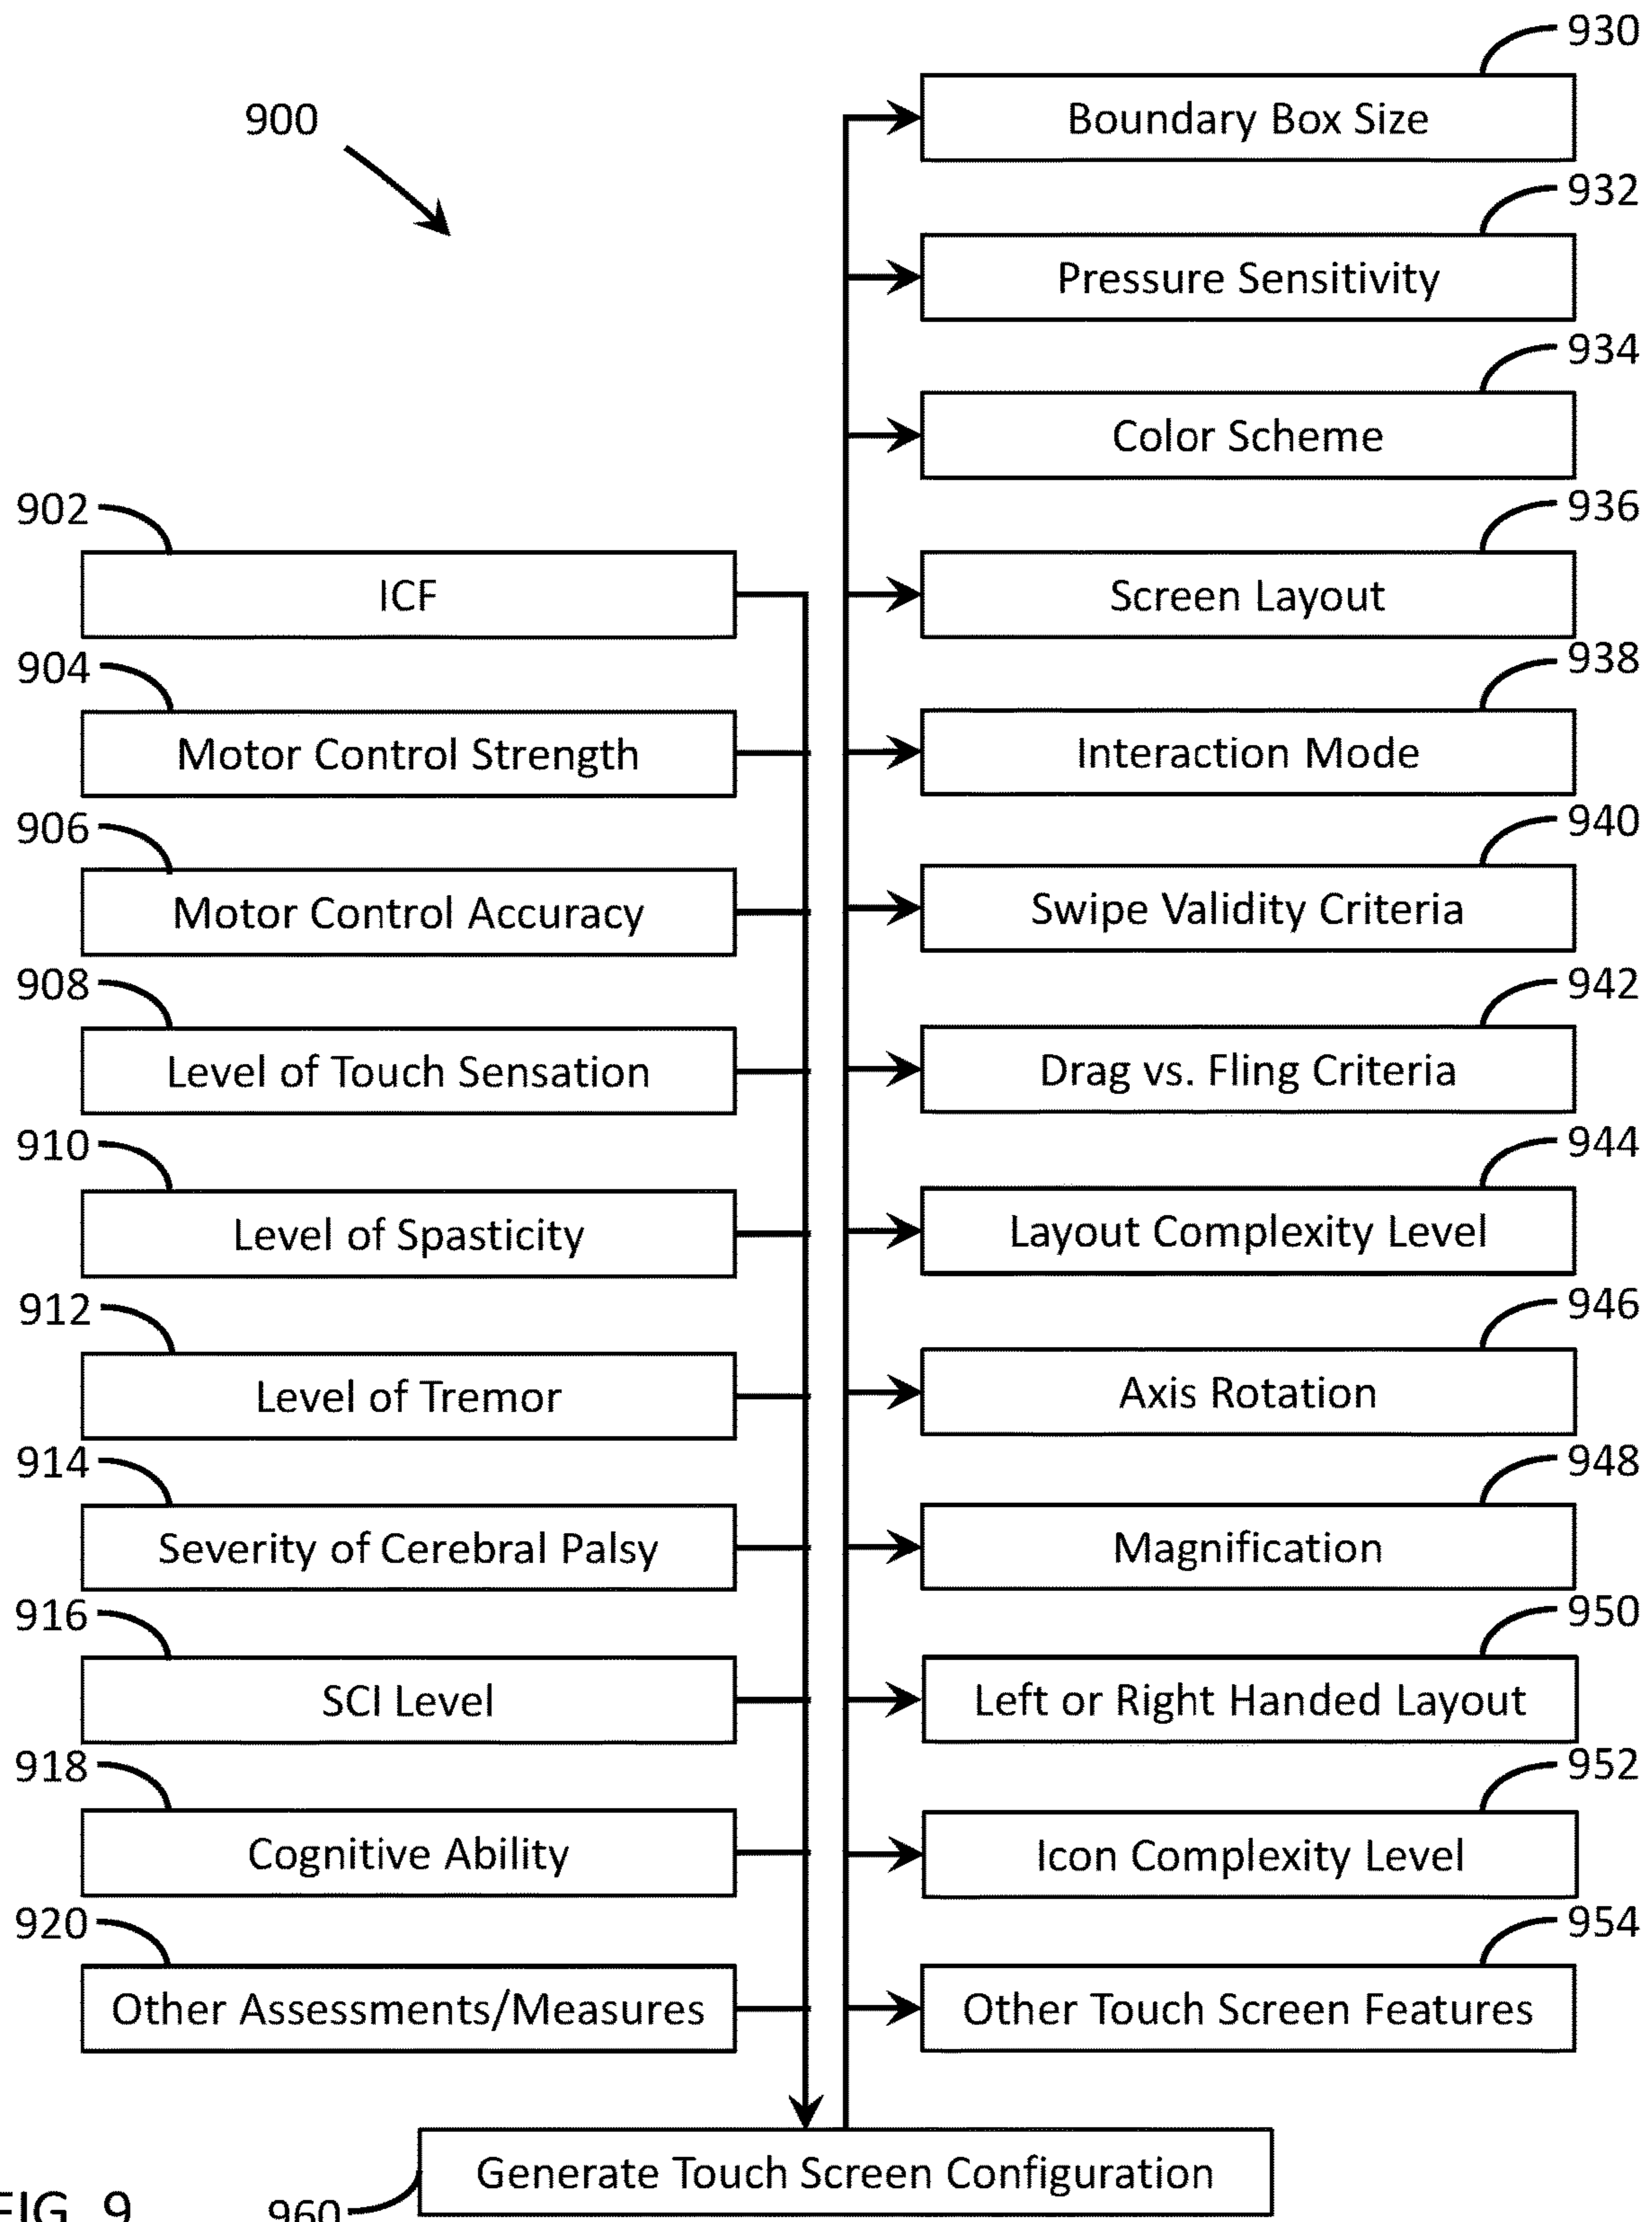 930
900
Boundary Box Size
932
Pressure Sensitivity
934
Color Scheme
902
936
ICF
Screen Layout
904
938
Motor Control Strength
Interaction Mode
906
940
Motor Control Accuracy
Swipe Validity Criteria
908
942
Level of Touch Sensation
Drag vs. Fling Criteria
910
944
Level of Spasticity
Layout Complexity Level
912
946
Level of Tremor
Axis Rotation
914
948
Severity of Cerebral Palsy
Magnification
916
950
SCI Level
Left or Right Handed Layout
918
952
Cognitive Ability
Icon Complexity Level
920
954
Other Assessments/Measures
Other Touch Screen Features
Generate Touch Screen Configuration
FIG. 9
960